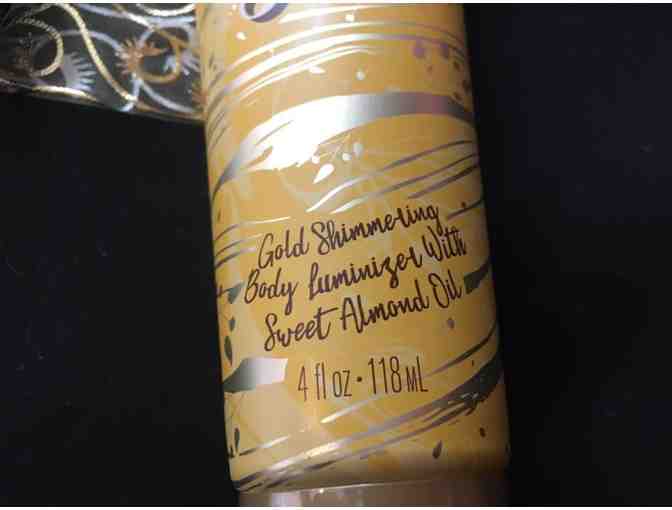 Gold Shimmering
Body Luminizer With
Sweet Almond Oil
4 fl oz • 118 mL